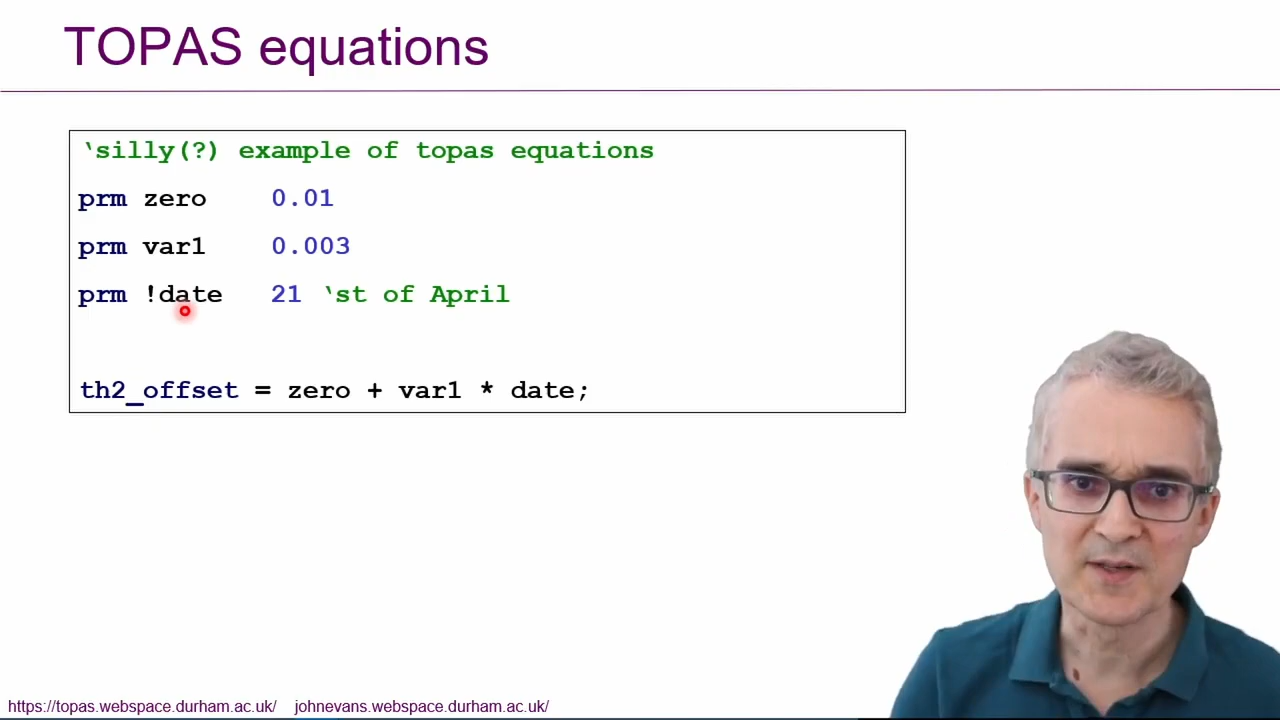 TOPAS equations
‘silly(?) example of topas equations
prm zero 0.01
prm var1 0.003
prm !date 21 ‘st of April
th2_offset = zero + var1 * date;
https://topas.webspace.durham.ac.uk/ johnevans.webspace.durham.ac.uk/